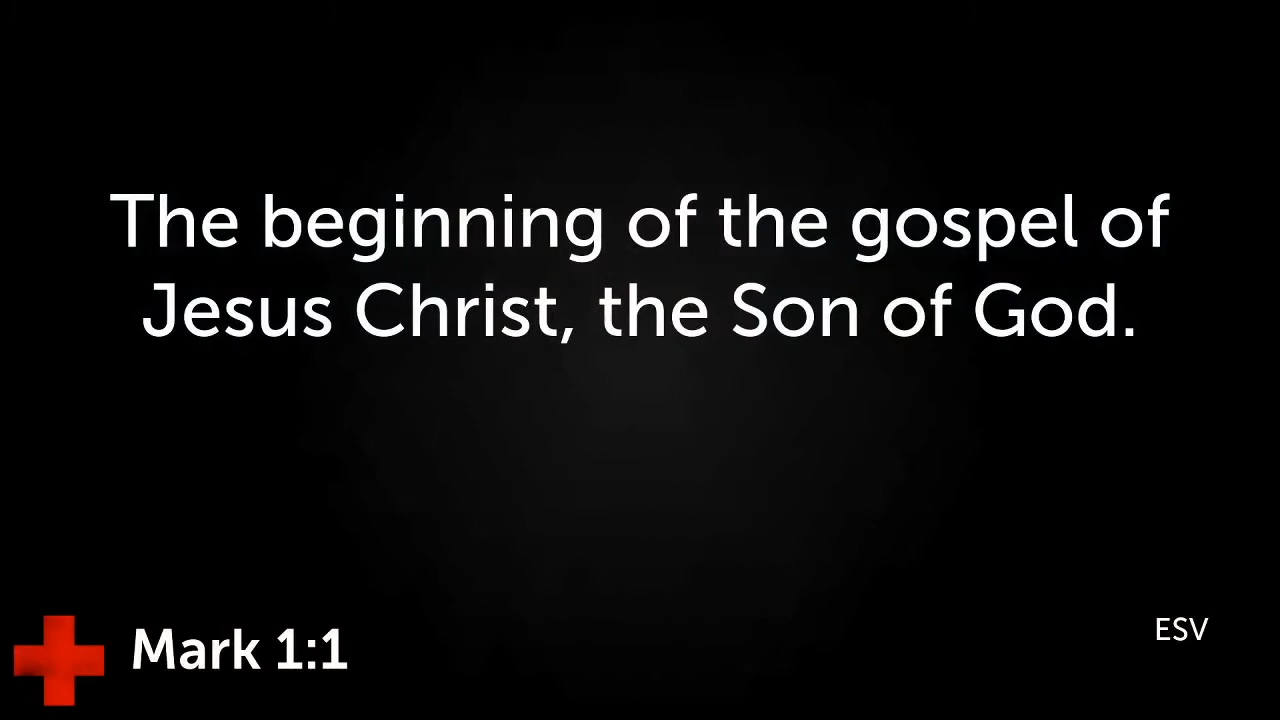 The beginning of the gospel of
Jesus Christ, the Son of God.
Mark 1:1
ESV